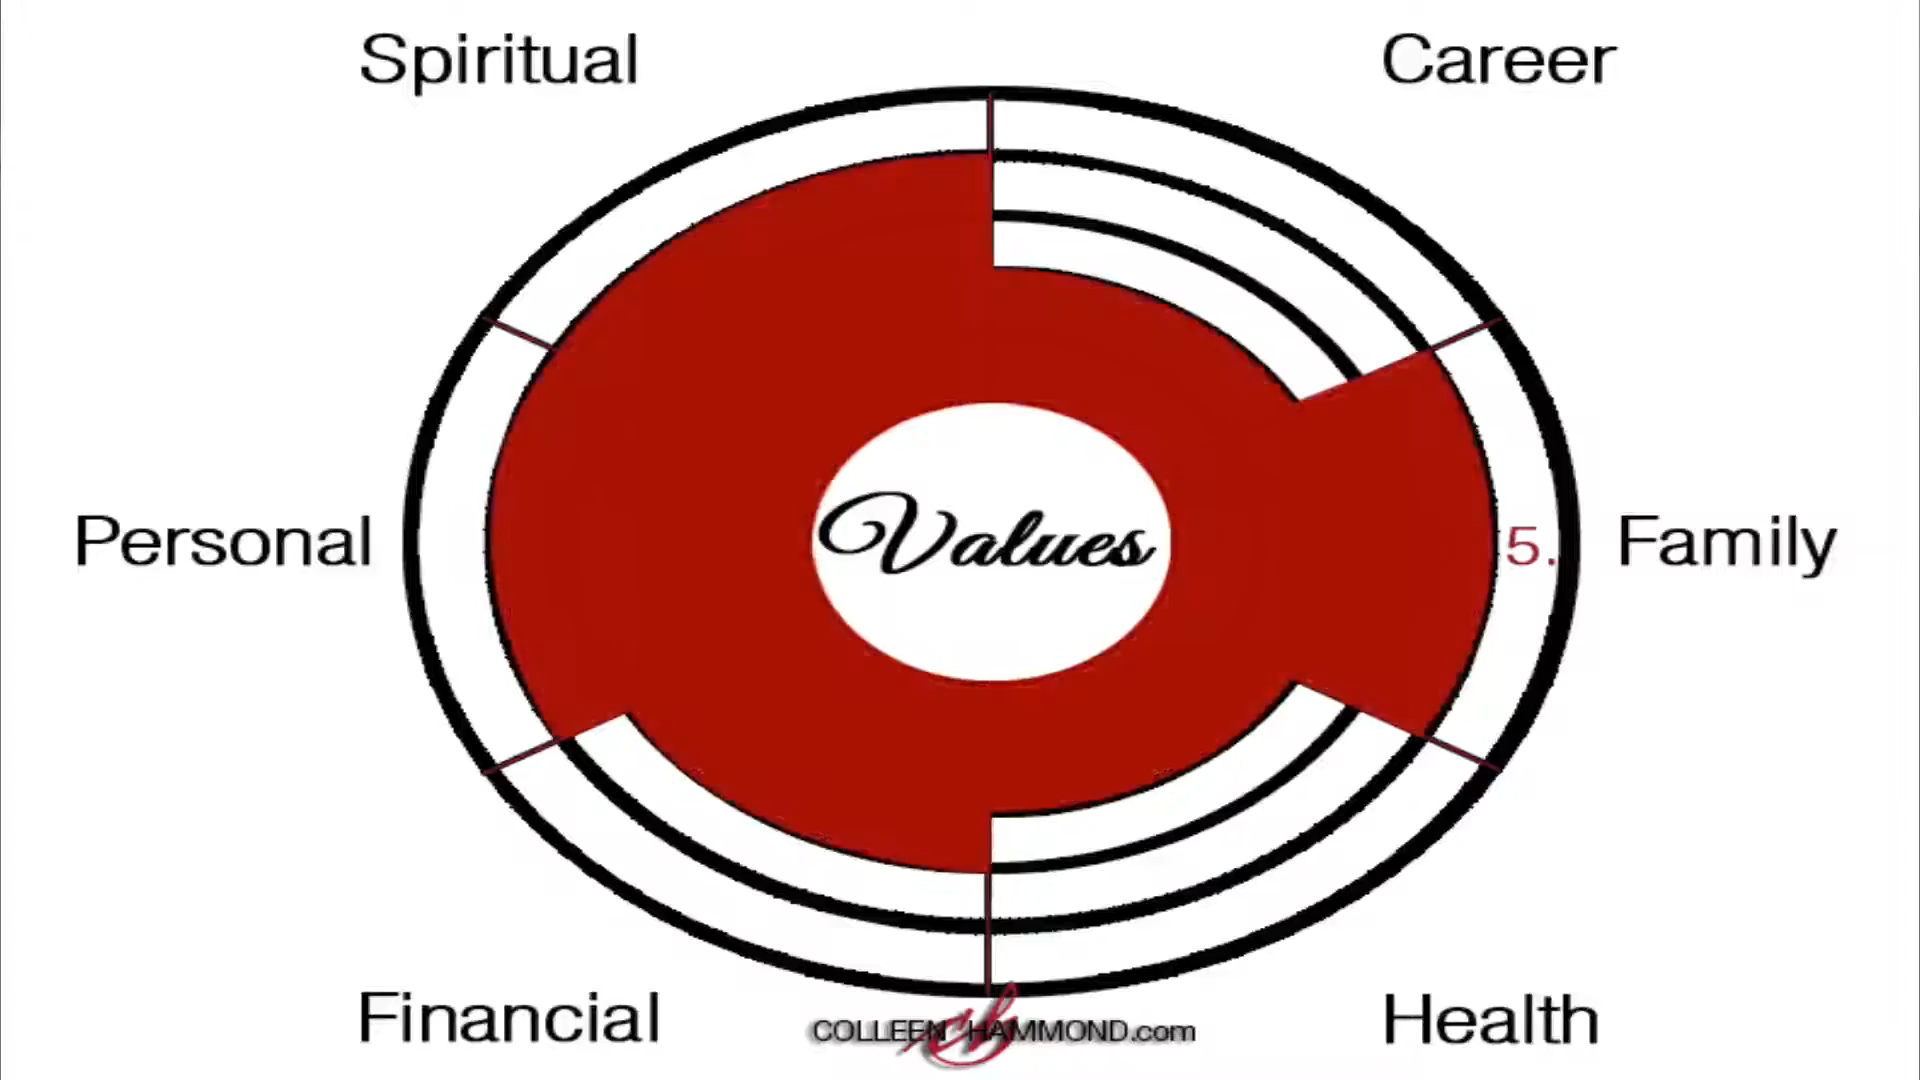 Spiritual
Career
Values
Personal
5.
Family
Financial
COLLEEN HAMMOND.com
Health